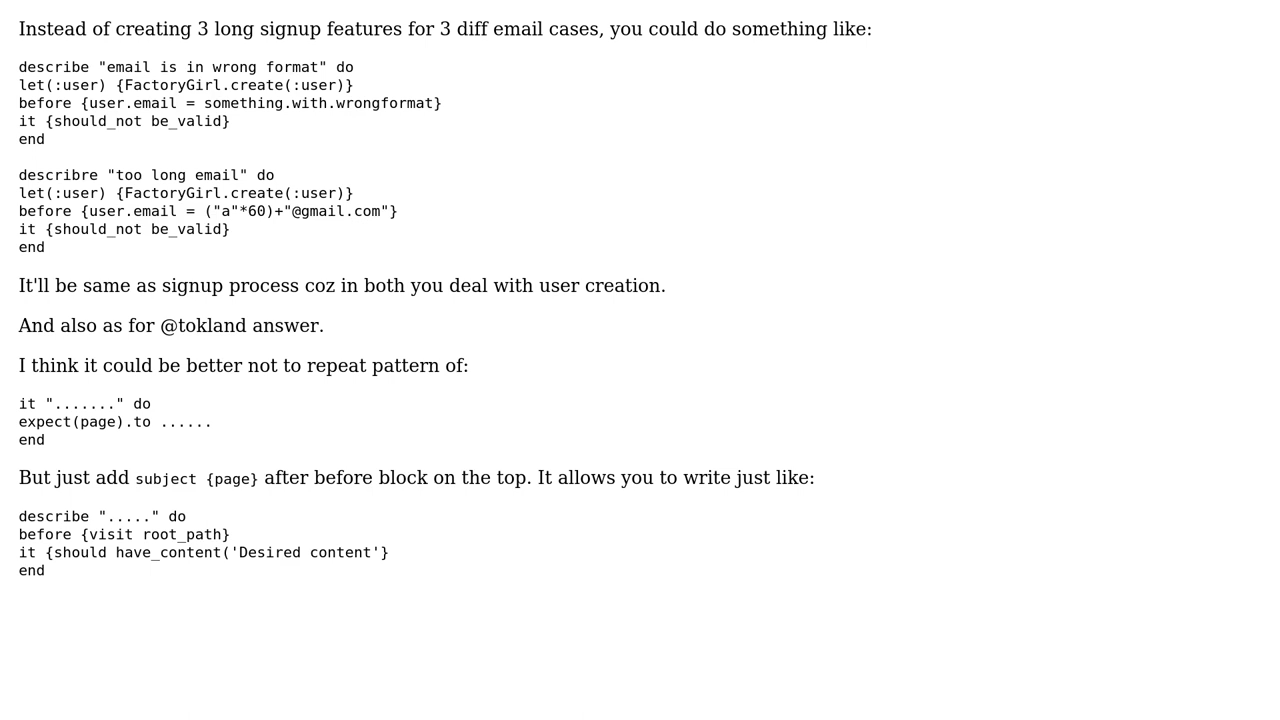 Instead of creating 3 long signup features for 3 diff email cases, you could do something like:
describe "email is in wrong format" do
let(:user) {FactoryGirl.create(:user)}
before {user.email = something.with.wrongformat}
it {should_not be_valid}
end
describre "too long email" do
let(:user) {FactoryGirl.create(:user)}
before {user.email = ("a"*60)+"@gmail.com"}
it {should_not be_valid}
end
It'll be same as signup process coz in both you deal with user creation.
And also as for @tokland answer.
I think it could be better not to repeat pattern of:
it "......." do
expect(page).to ......
end
But just add subject {page} after before block on the top. It allows you to write just like:
describe "....." do
before {visit root_path}
it {should have_content('Desired content'}
end